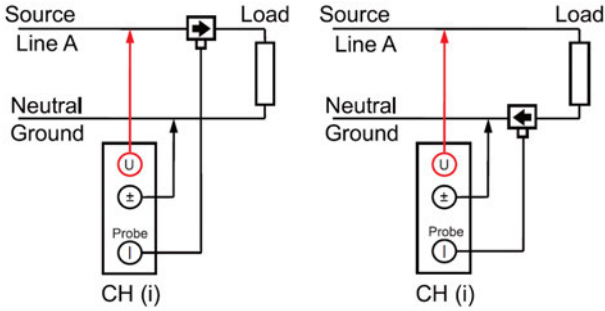 Source Load
Line A
Neutral
Ground
U
±
Probe
I
CH (i)
Source Load
Line A
Neutral
Ground
U
±
Probe
I
CH (i)